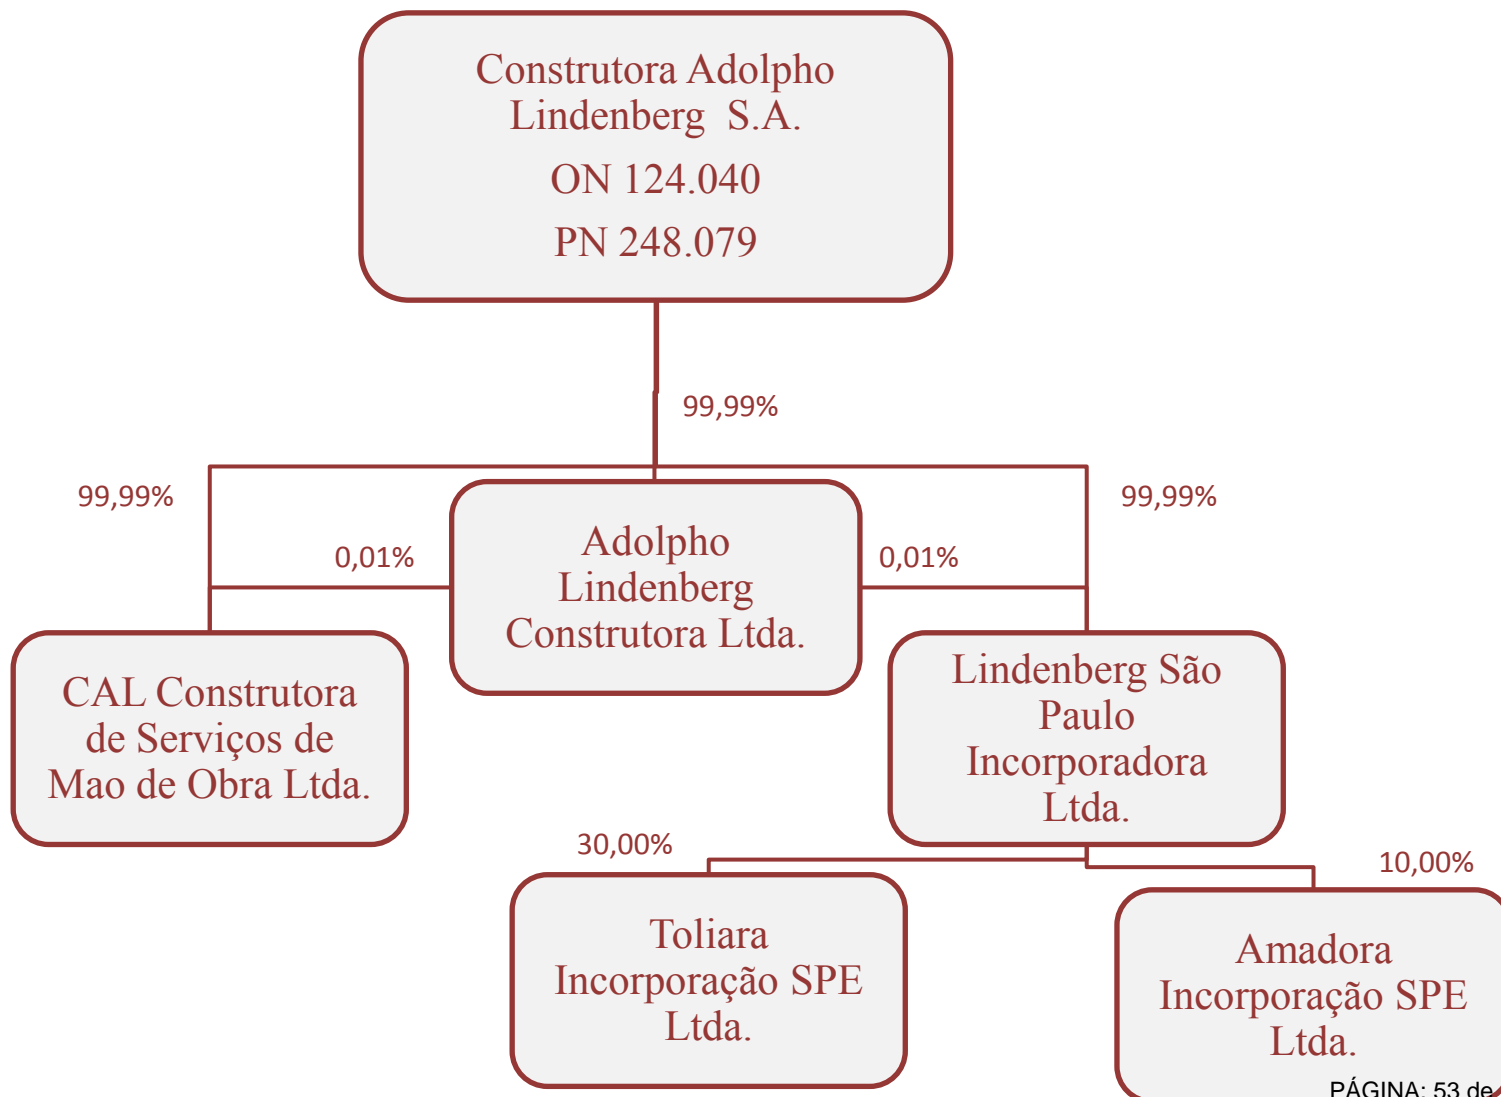 Construtora Adolpho
Lindenberg S.A.
ON 124.040
PN 248.079
99,99%
99,99%
99,99%
0,01%
0,01%
Adolpho
Lindenberg
Construtora Ltda.
CAL Construtora
de Serviços de
Mao de Obra Ltda.
Lindenberg São
Paulo
Incorporadora
Ltda.
30,00%
10,00%
Toliara
Incorporação SPE
Ltda.
Amadora
Incorporação SPE
Ltda.
PÁGINA: 53 de